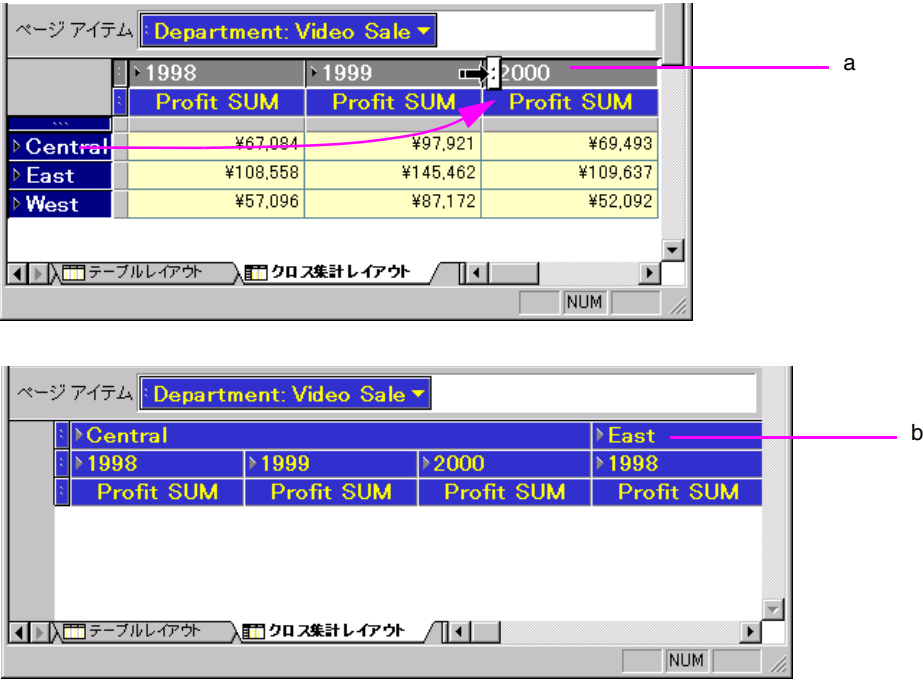 ページ アイテム Department: Video Sale
1998 1999 2000 a
Profit SUM Profit SUM Profit SUM
Central ¥67,084 ¥97,921 ¥69,493
East ¥108,558 ¥145,462 ¥109,637
West ¥57,096 ¥87,172 ¥52,092
テーブルレイアウト クロス集計レイアウト
NUM
ページ アイテム Department: Video Sale
Central East b
1998 1999 2000 1998
Profit SUM Profit SUM Profit SUM Profit SUM
テーブルレイアウト クロス集計レイアウト
NUM